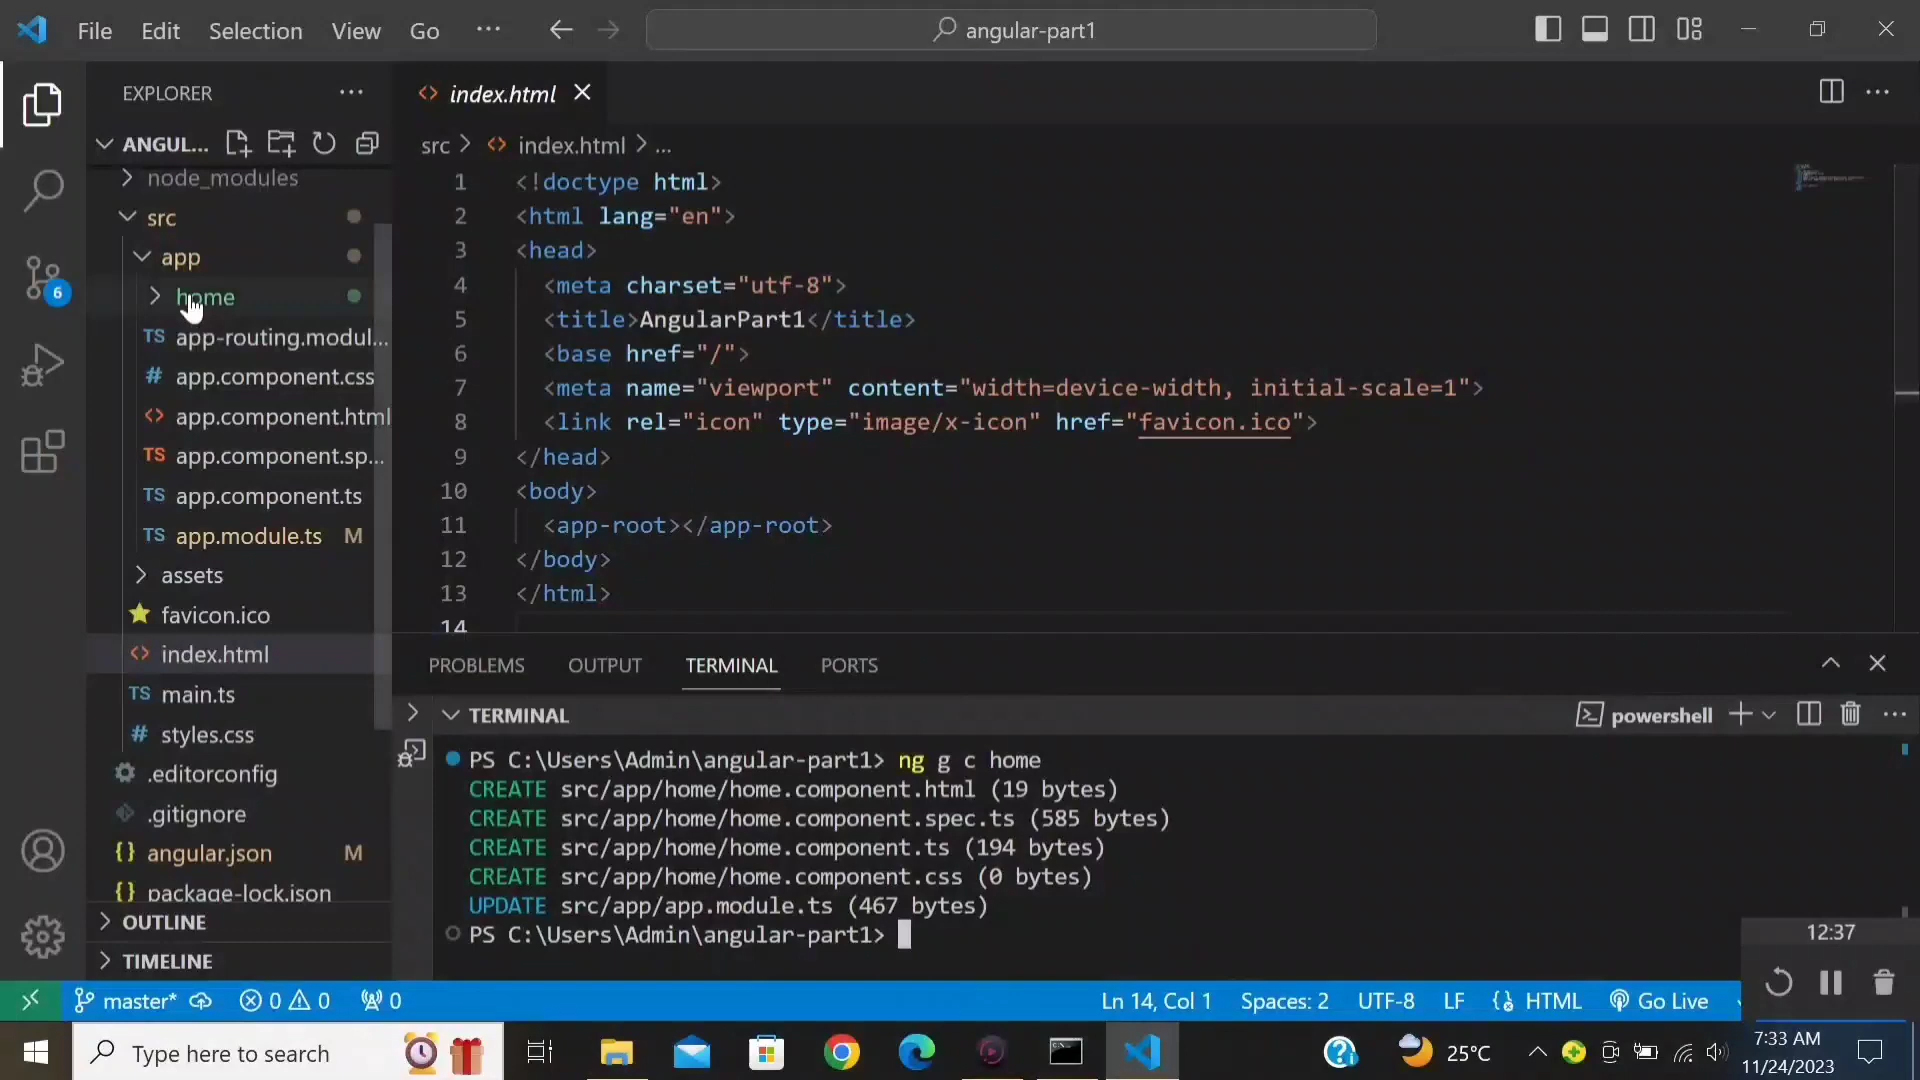 File Edit Selection View Go ··· angular-part1
EXPLORER ···
ANGUL...
node_modules
src
app
home
TS app-routing.modul...
# app.component.css
<> app.component.html
TS app.component.sp...
TS app.component.ts
TS app.module.ts M
assets
favicon.ico
<> index.html
TS main.ts
# styles.css
.editorconfig
.gitignore
{} angular.json M
{} package-lock.json
OUTLINE
TIMELINE
6
<> index.html
src > <> index.html > ...
1 <!doctype html>
2 <html lang="en">
3 <head>
4 <meta charset="utf-8">
5 <title>AngularPart1</title>
6 <base href="/">
7 <meta name="viewport" content="width=device-width, initial-scale=1">
8 <link rel="icon" type="image/x-icon" href="favicon.ico">
9 </head>
10 <body>
11 <app-root></app-root>
12 </body>
13 </html>
14
PROBLEMS OUTPUT TERMINAL PORTS
TERMINAL powershell
PS C:\Users\Admin\angular-part1> ng g c home
CREATE src/app/home/home.component.html (19 bytes)
CREATE src/app/home/home.component.spec.ts (585 bytes)
CREATE src/app/home/home.component.ts (194 bytes)
CREATE src/app/home/home.component.css (0 bytes)
UPDATE src/app/app.module.ts (467 bytes)
PS C:\Users\Admin\angular-part1>
12:37
master* 0 0 0 Ln 14, Col 1 Spaces: 2 UTF-8 LF {} HTML Go Live
Type here to search 25°C 7:33 AM
11/24/2023